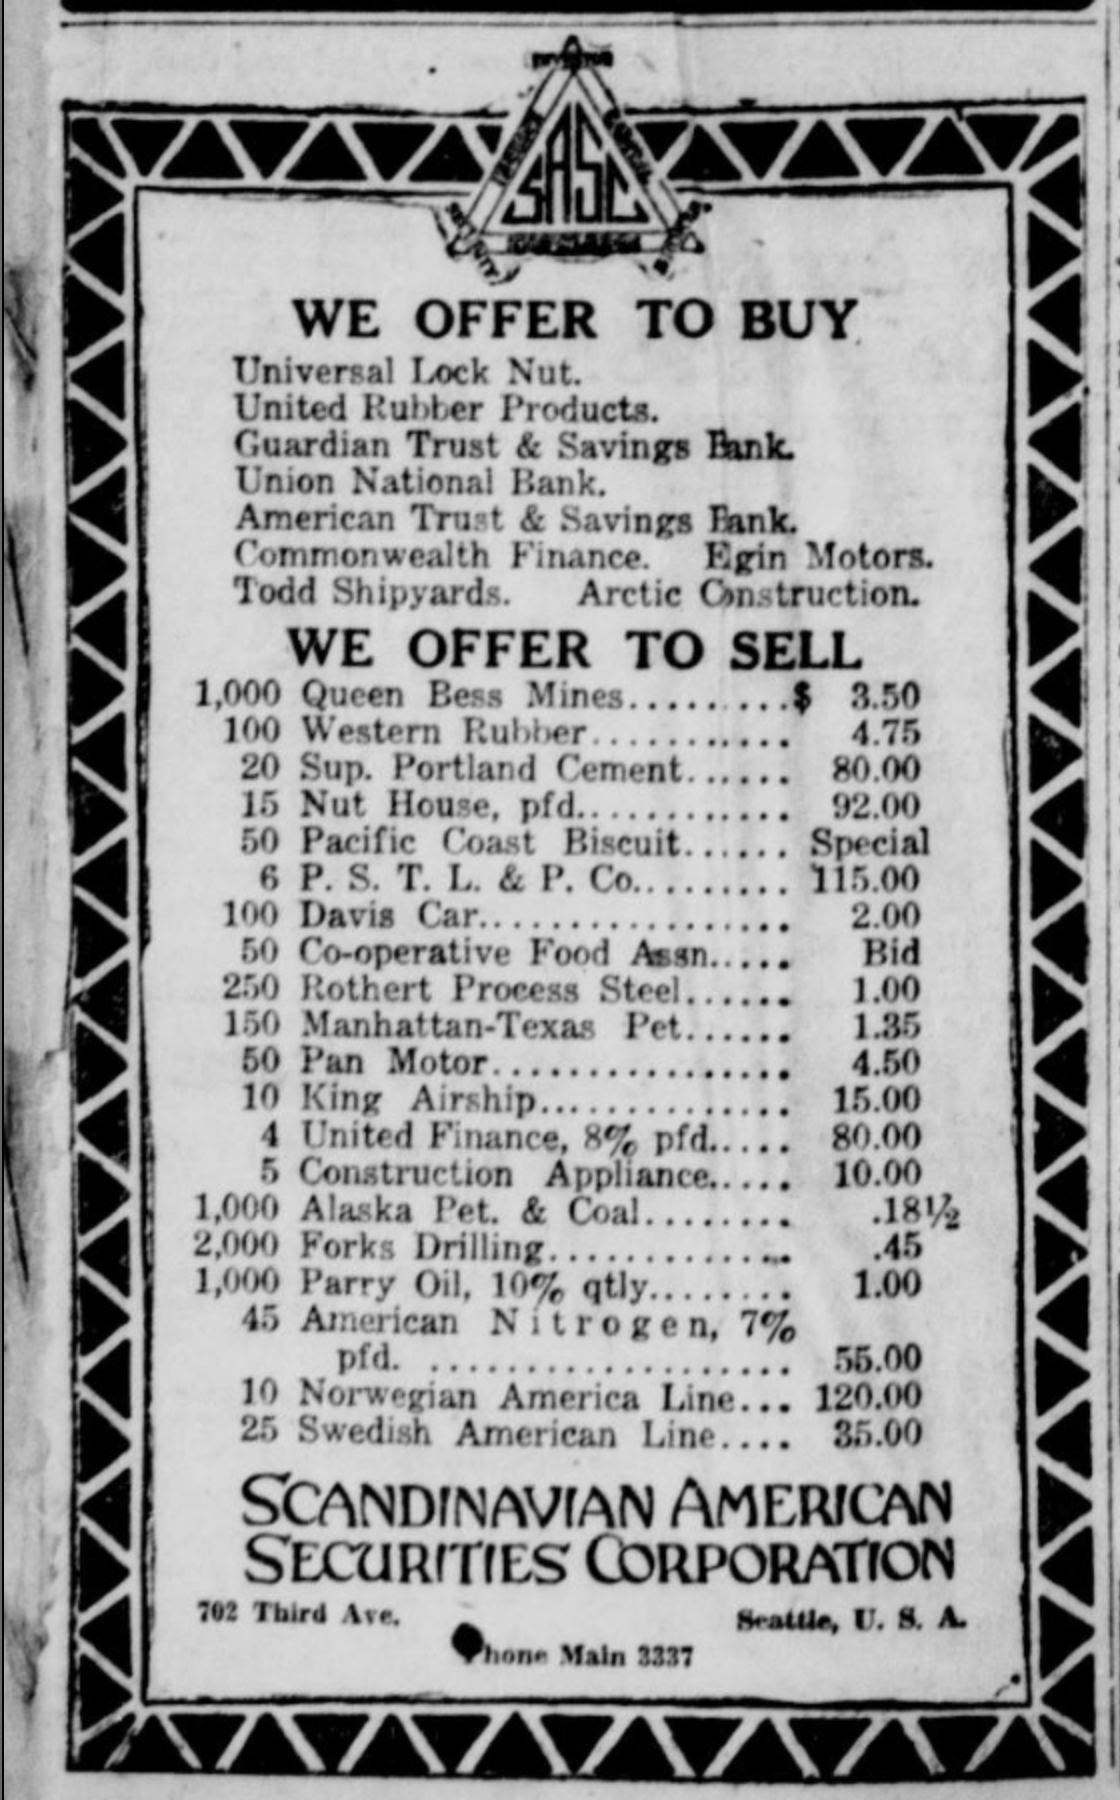 SASC
WE OFFER TO BUY
Universal Lock Nut.
United Rubber Products.
Guardian Trust & Savings Bank.
Union National Bank.
American Trust & Savings Bank.
Commonwealth Finance. Elgin Motors.
Todd Shipyards. Arctic Construction.
WE OFFER TO SELL
1,000 Queen Bess Mines.........$ 3.50
100 Western Rubber........... 4.75
20 Sup. Portland Cement...... 80.00
15 Nut House, pfd............ 92.00
50 Pacific Coast Biscuit...... Special
6 P. S. T. L. & P. Co......... 115.00
100 Davis Car................. 2.00
50 Co-operative Food Assn..... Bid
250 Rothert Process Steel...... 1.00
150 Manhattan-Texas Pet...... 1.35
50 Pan Motor................ 4.50
10 King Airship.............. 15.00
4 United Finance, 8% pfd..... 80.00
5 Construction Appliance..... 10.00
1,000 Alaska Pet. & Coal........ .18½
2,000 Forks Drilling............. .45
1,000 Parry Oil, 10% qtly........ 1.00
45 American Nitrogen, 7%
pfd. ................... 55.00
10 Norwegian America Line... 120.00
25 Swedish American Line.... 35.00
SCANDINAVIAN AMERICAN
SECURITIES CORPORATION
702 Third Ave. Seattle, U. S. A.
Phone Main 3337